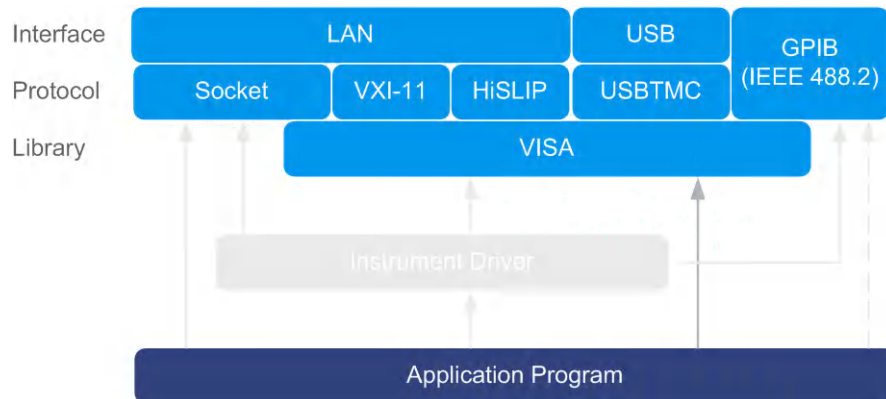 Interface
LAN
USB
GPIB
(IEEE 488.2)
Protocol
Socket
VXI-11
HiSLIP
USBTMC
Library
VISA
Instrument Driver
Application Program